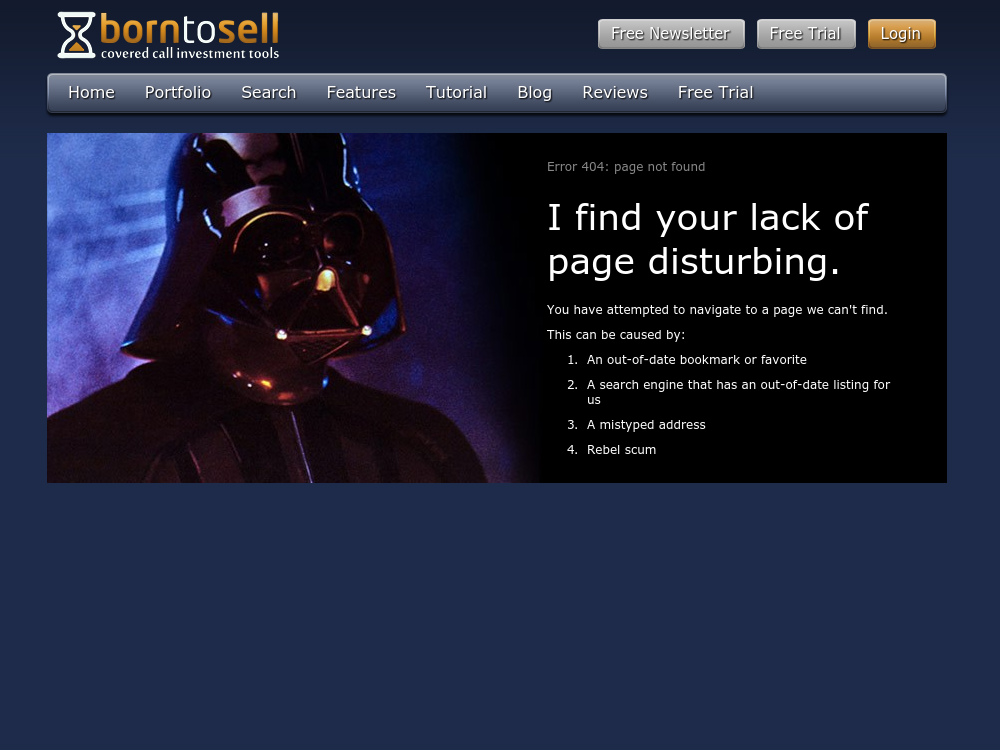 borntosell
covered call investment tools
Free Newsletter
Free Trial
Login
Home
Portfolio
Search
Features
Tutorial
Blog
Reviews
Free Trial
Error 404: page not found
I find your lack of
page disturbing.
You have attempted to navigate to a page we can't find.
This can be caused by:
1. An out-of-date bookmark or favorite
2. A search engine that has an out-of-date listing for
us
3. A mistyped address
4. Rebel scum